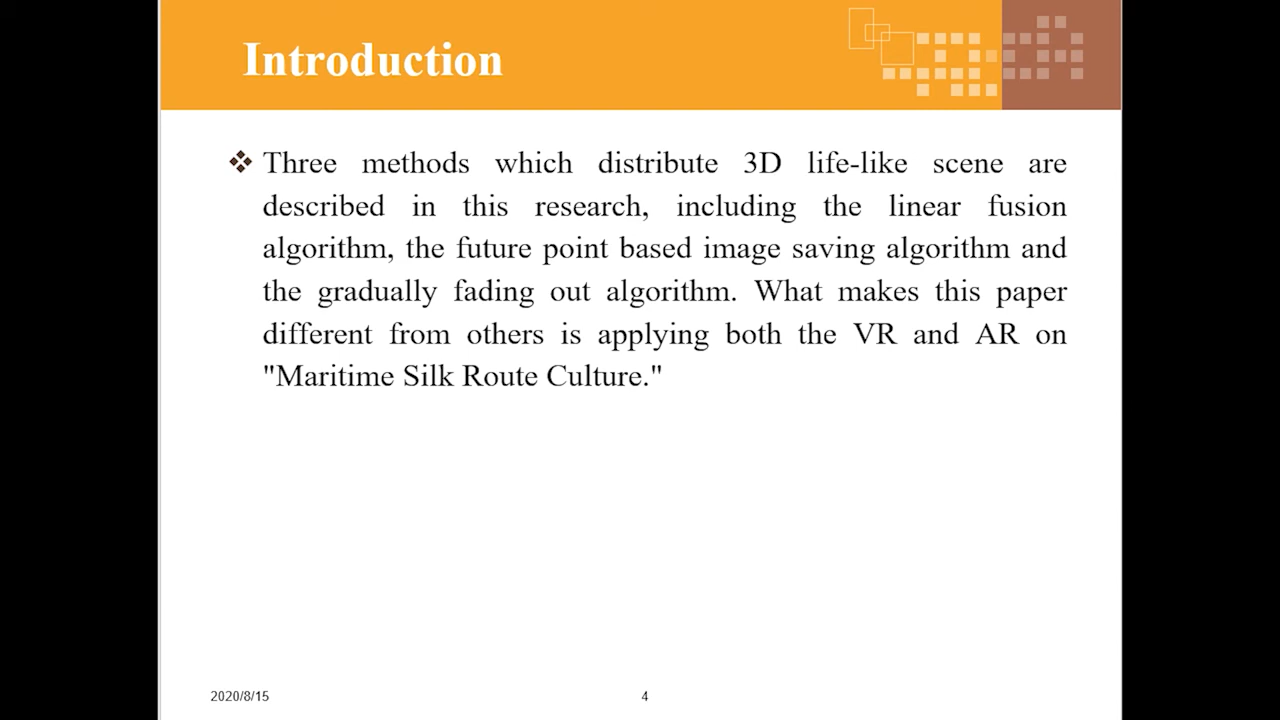 Introduction
Three methods which distribute 3D life-like scene are
described in this research, including the linear fusion
algorithm, the future point based image saving algorithm and
the gradually fading out algorithm. What makes this paper
different from others is applying both the VR and AR on
"Maritime Silk Route Culture."
2020/8/15
4